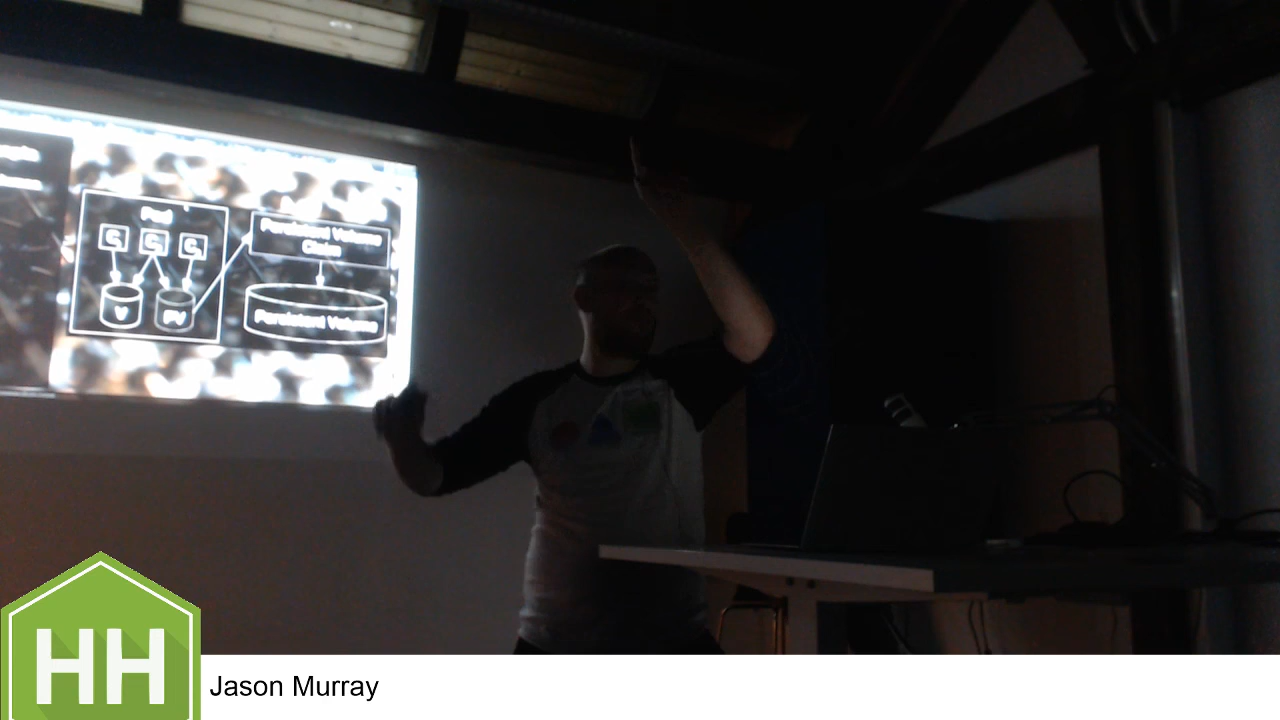 Pod
Persistent Volume
Claim
C
C
C
V
PV
Persistent Volume
HH
Jason Murray